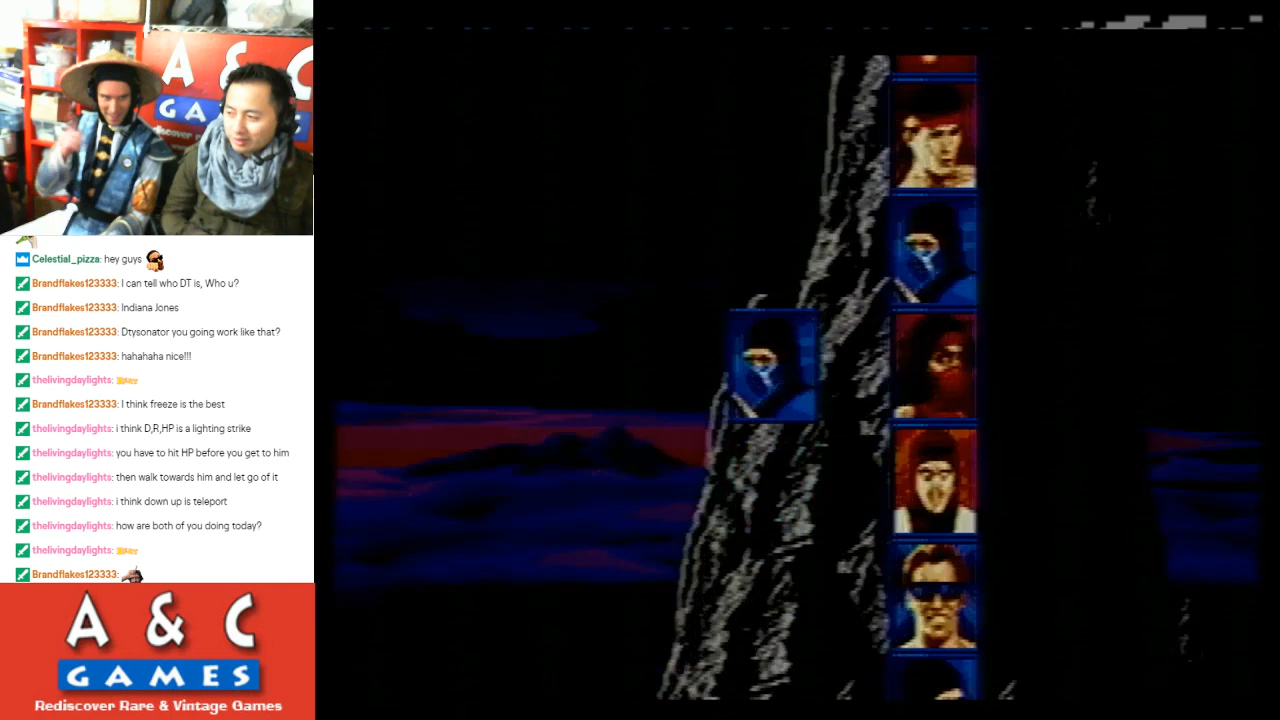 A & C
GAMES
Discover
Celestial_pizza: hey guys
Brandflakes123333: I can tell who DT is, Who u?
Brandflakes123333: Indiana Jones
Brandflakes123333: Dtysonator you going work like that?
Brandflakes123333: hahahaha nice!!!
thelivingdaylights:
Brandflakes123333: I think freeze is the best
thelivingdaylights: i think D,R,HP is a lighting strike
thelivingdaylights: you have to hit HP before you get to him
thelivingdaylights: then walk towards him and let go of it
thelivingdaylights: i think down up is teleport
thelivingdaylights: how are both of you doing today?
thelivingdaylights:
Brandflakes123333:
A & C
GAMES
Rediscover Rare & Vintage Games